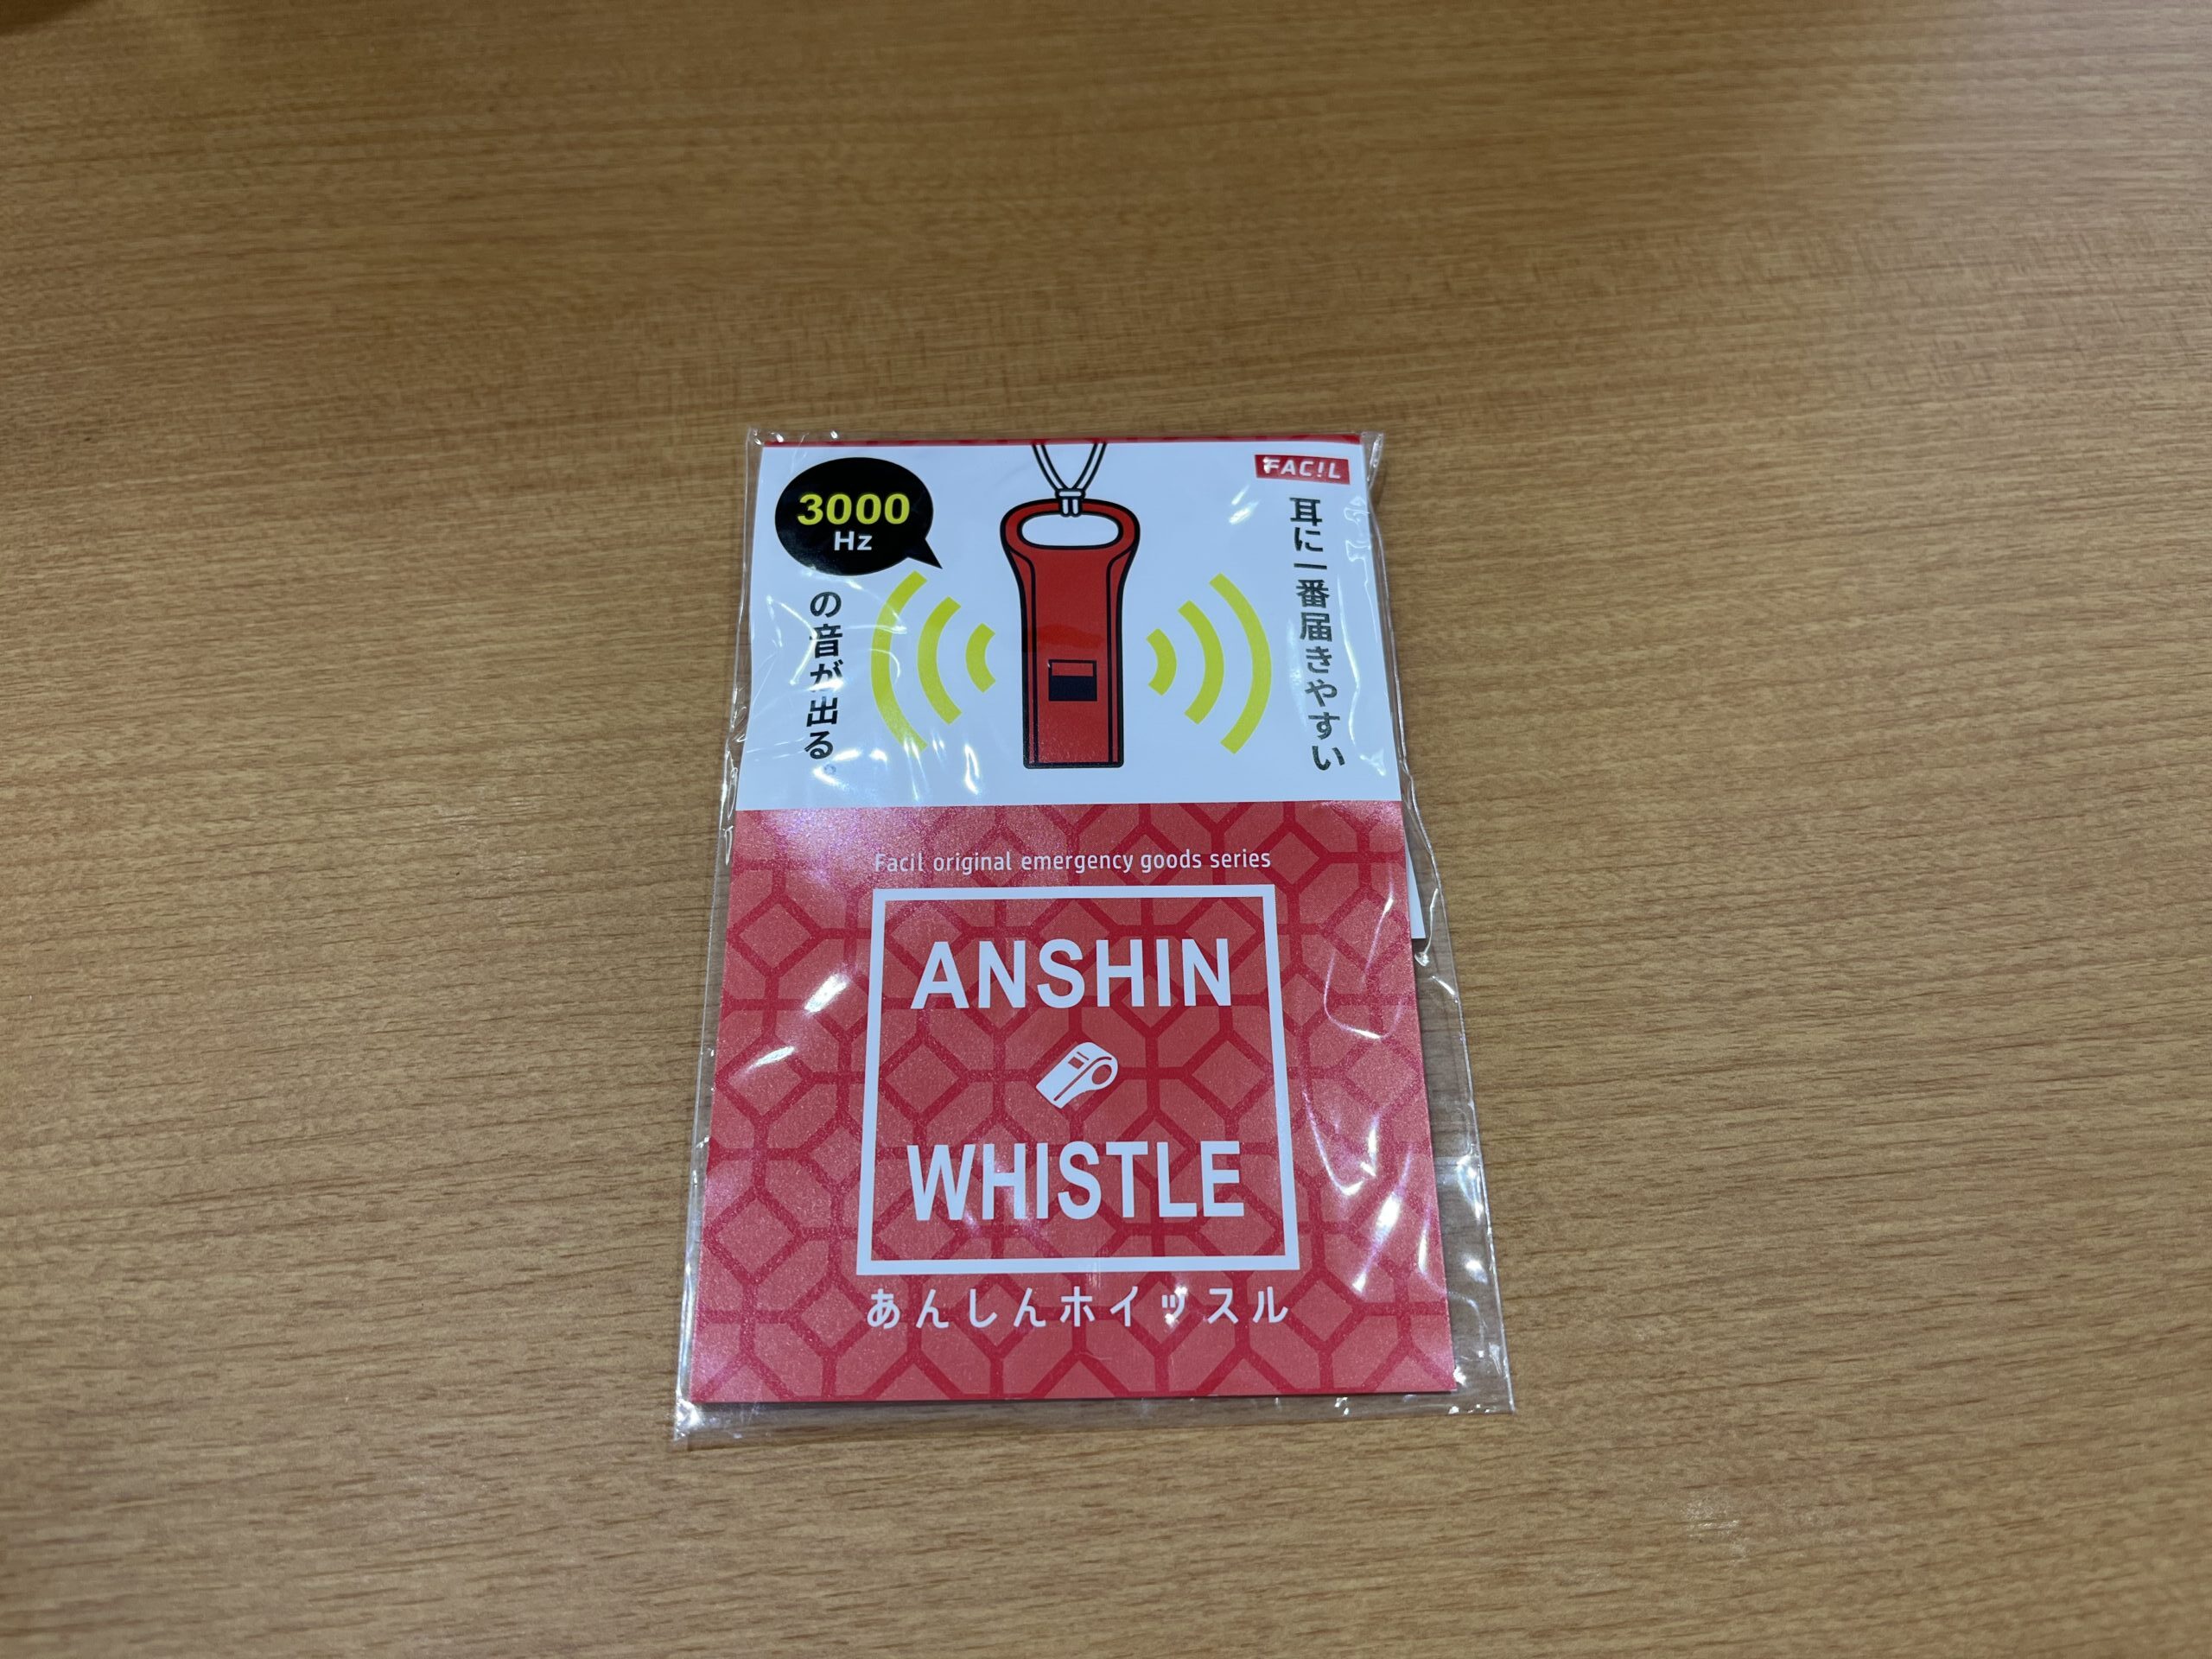 FAC!L
耳に一番届きやすい
3000
Hz
の音が出る。
Facil original emergency goods series
ANSHIN
WHISTLE
あんしんホイッスル